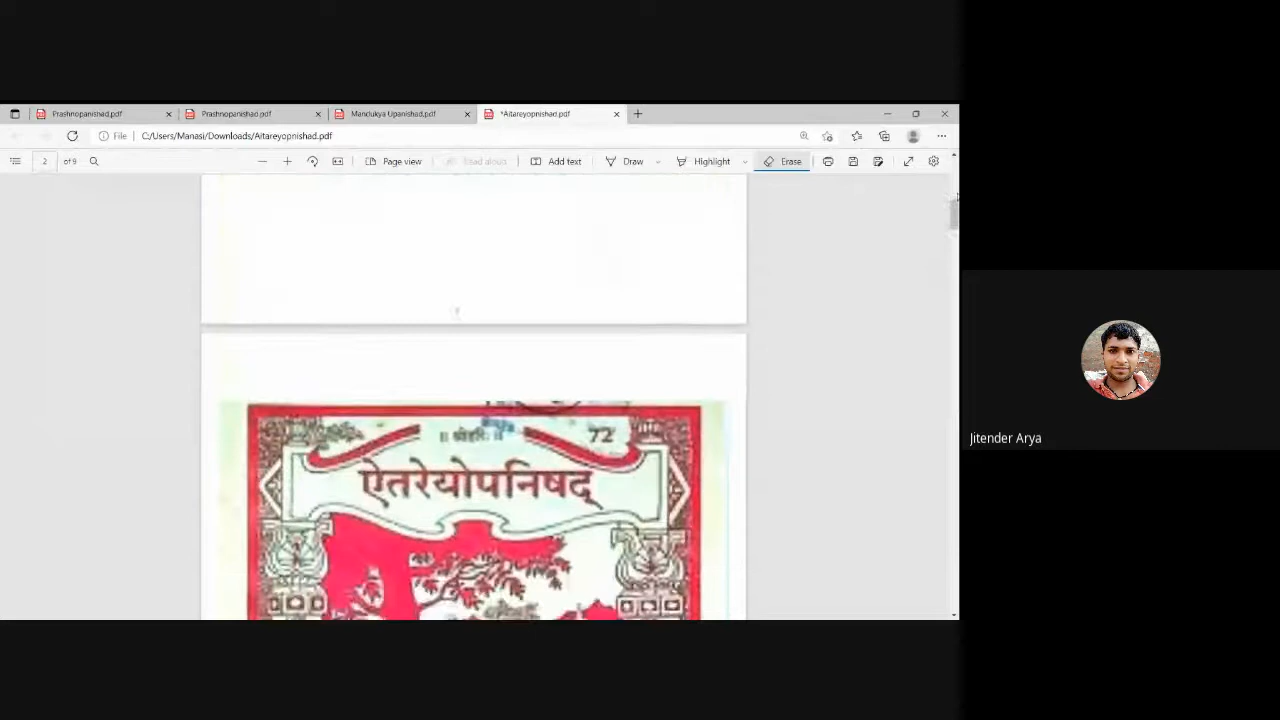 Prashnopanishad.pdf
Prashnopanishad.pdf
Mandukya Upanishad.pdf
*Aitareyopnishad.pdf
File
C:/Users/Manasi/Downloads/Aitareyopnishad.pdf
2 of 9
Page view
Read aloud
Add text
Draw
Highlight
Erase
॥ श्रीहरिः ॥
72
ऐतरेयोपनिषद्
Jitender Arya